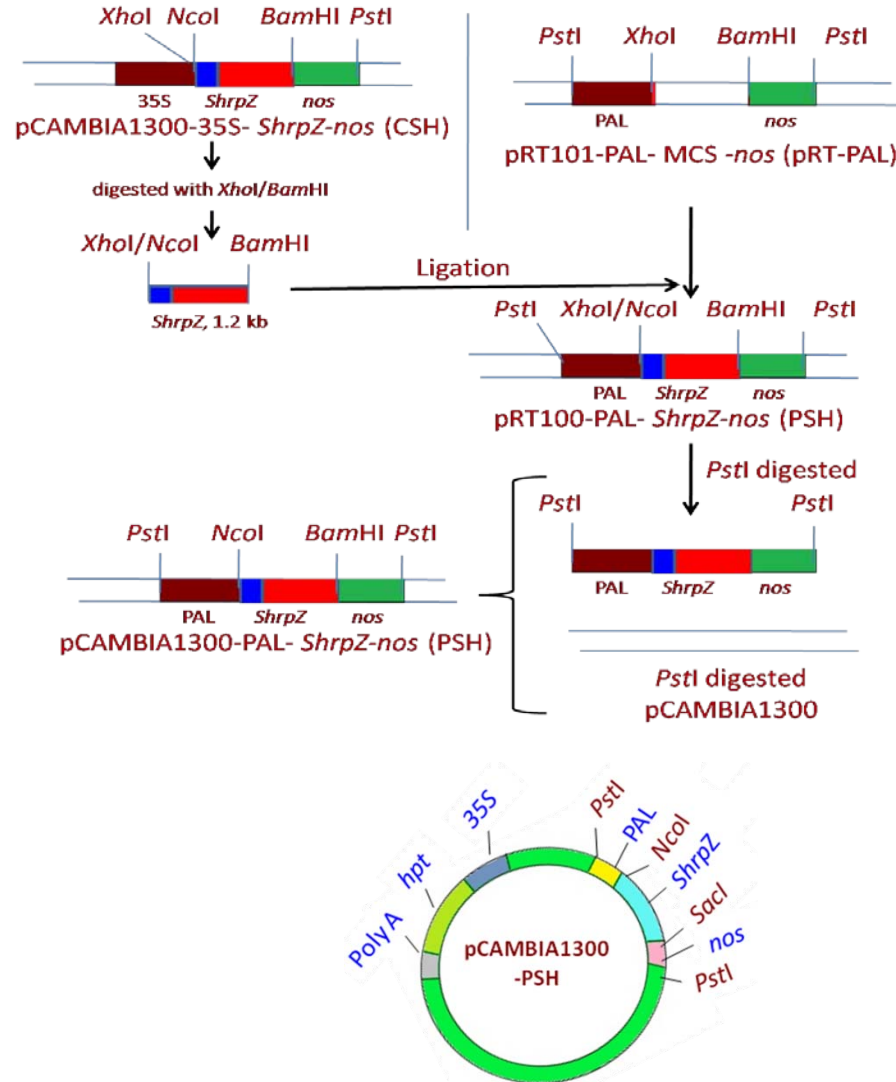 XhoI NcoI BamHI PstI
35S ShrpZ nos
pCAMBIA1300-35S- ShrpZ-nos (CSH)
digested with XhoI/BamHI
XhoI/NcoI BamHI
ShrpZ, 1.2 kb
PstI XhoI BamHI PstI
PAL nos
pRT101-PAL- MCS -nos (pRT-PAL)
Ligation
PstI XhoI/NcoI BamHI PstI
PAL ShrpZ nos
pRT100-PAL- ShrpZ-nos (PSH)
PstI digested
PstI PstI
PAL ShrpZ nos
PstI digested
pCAMBIA1300
PstI NcoI BamHI PstI
PAL ShrpZ nos
pCAMBIA1300-PAL- ShrpZ-nos (PSH)
Poly A
hpt
35S
PstI
PAL
NcoI
ShrpZ
SacI
nos
PstI
pCAMBIA1300
-PSH